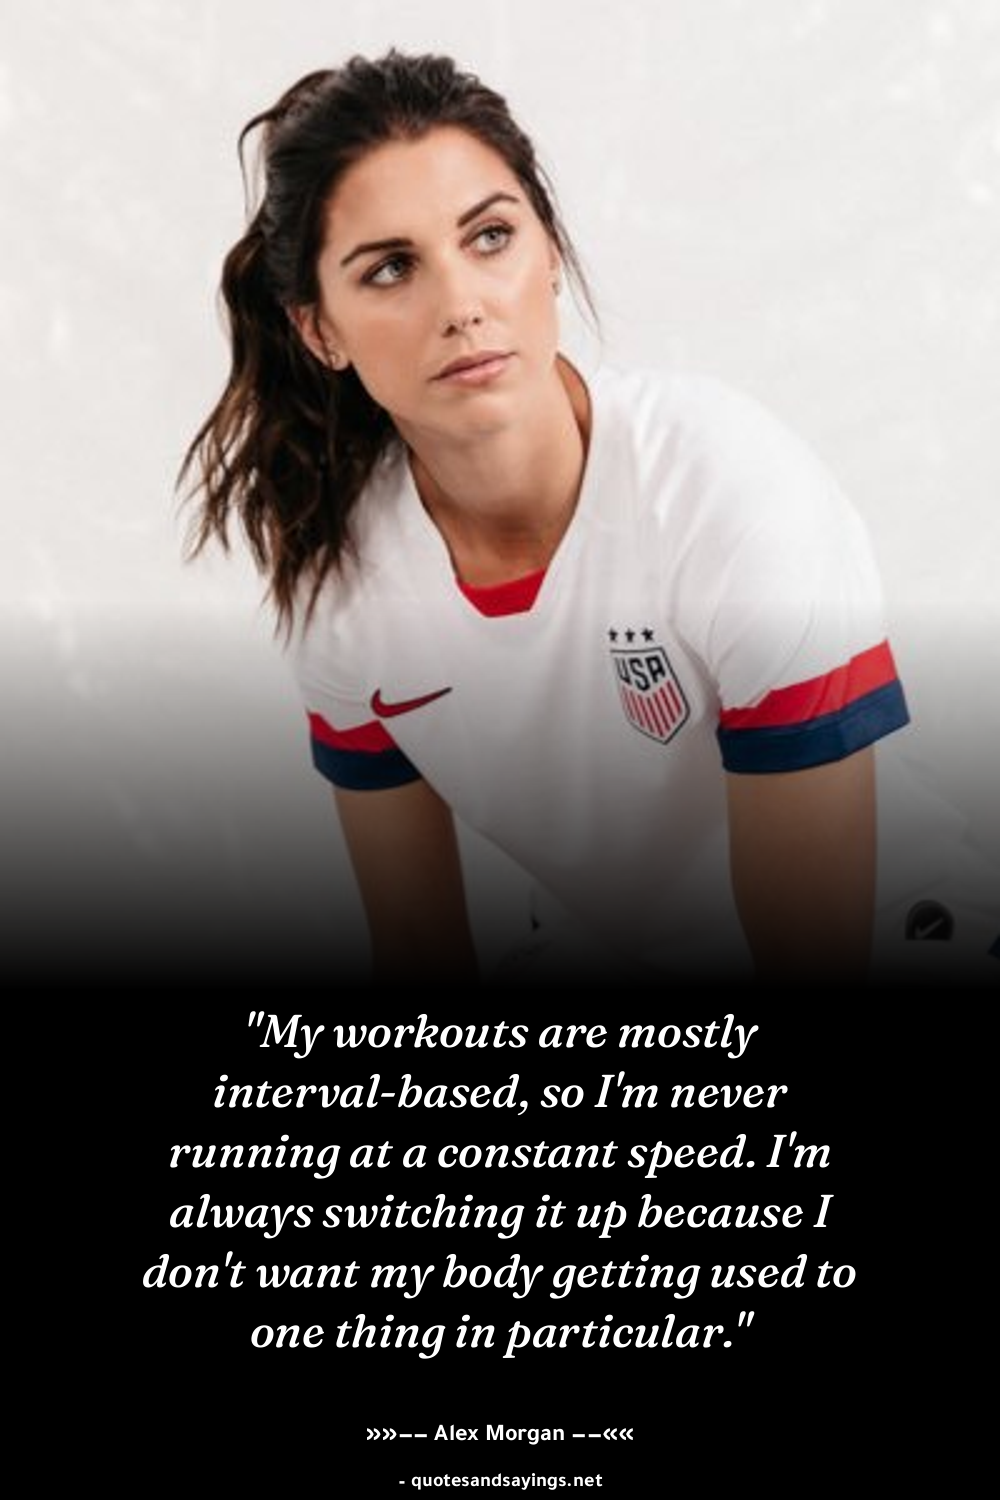 USA
"My workouts are mostly
interval-based, so I'm never
running at a constant speed. I'm
always switching it up because I
don't want my body getting used to
one thing in particular."
»»–– Alex Morgan ––««
- quotesandsayings.net